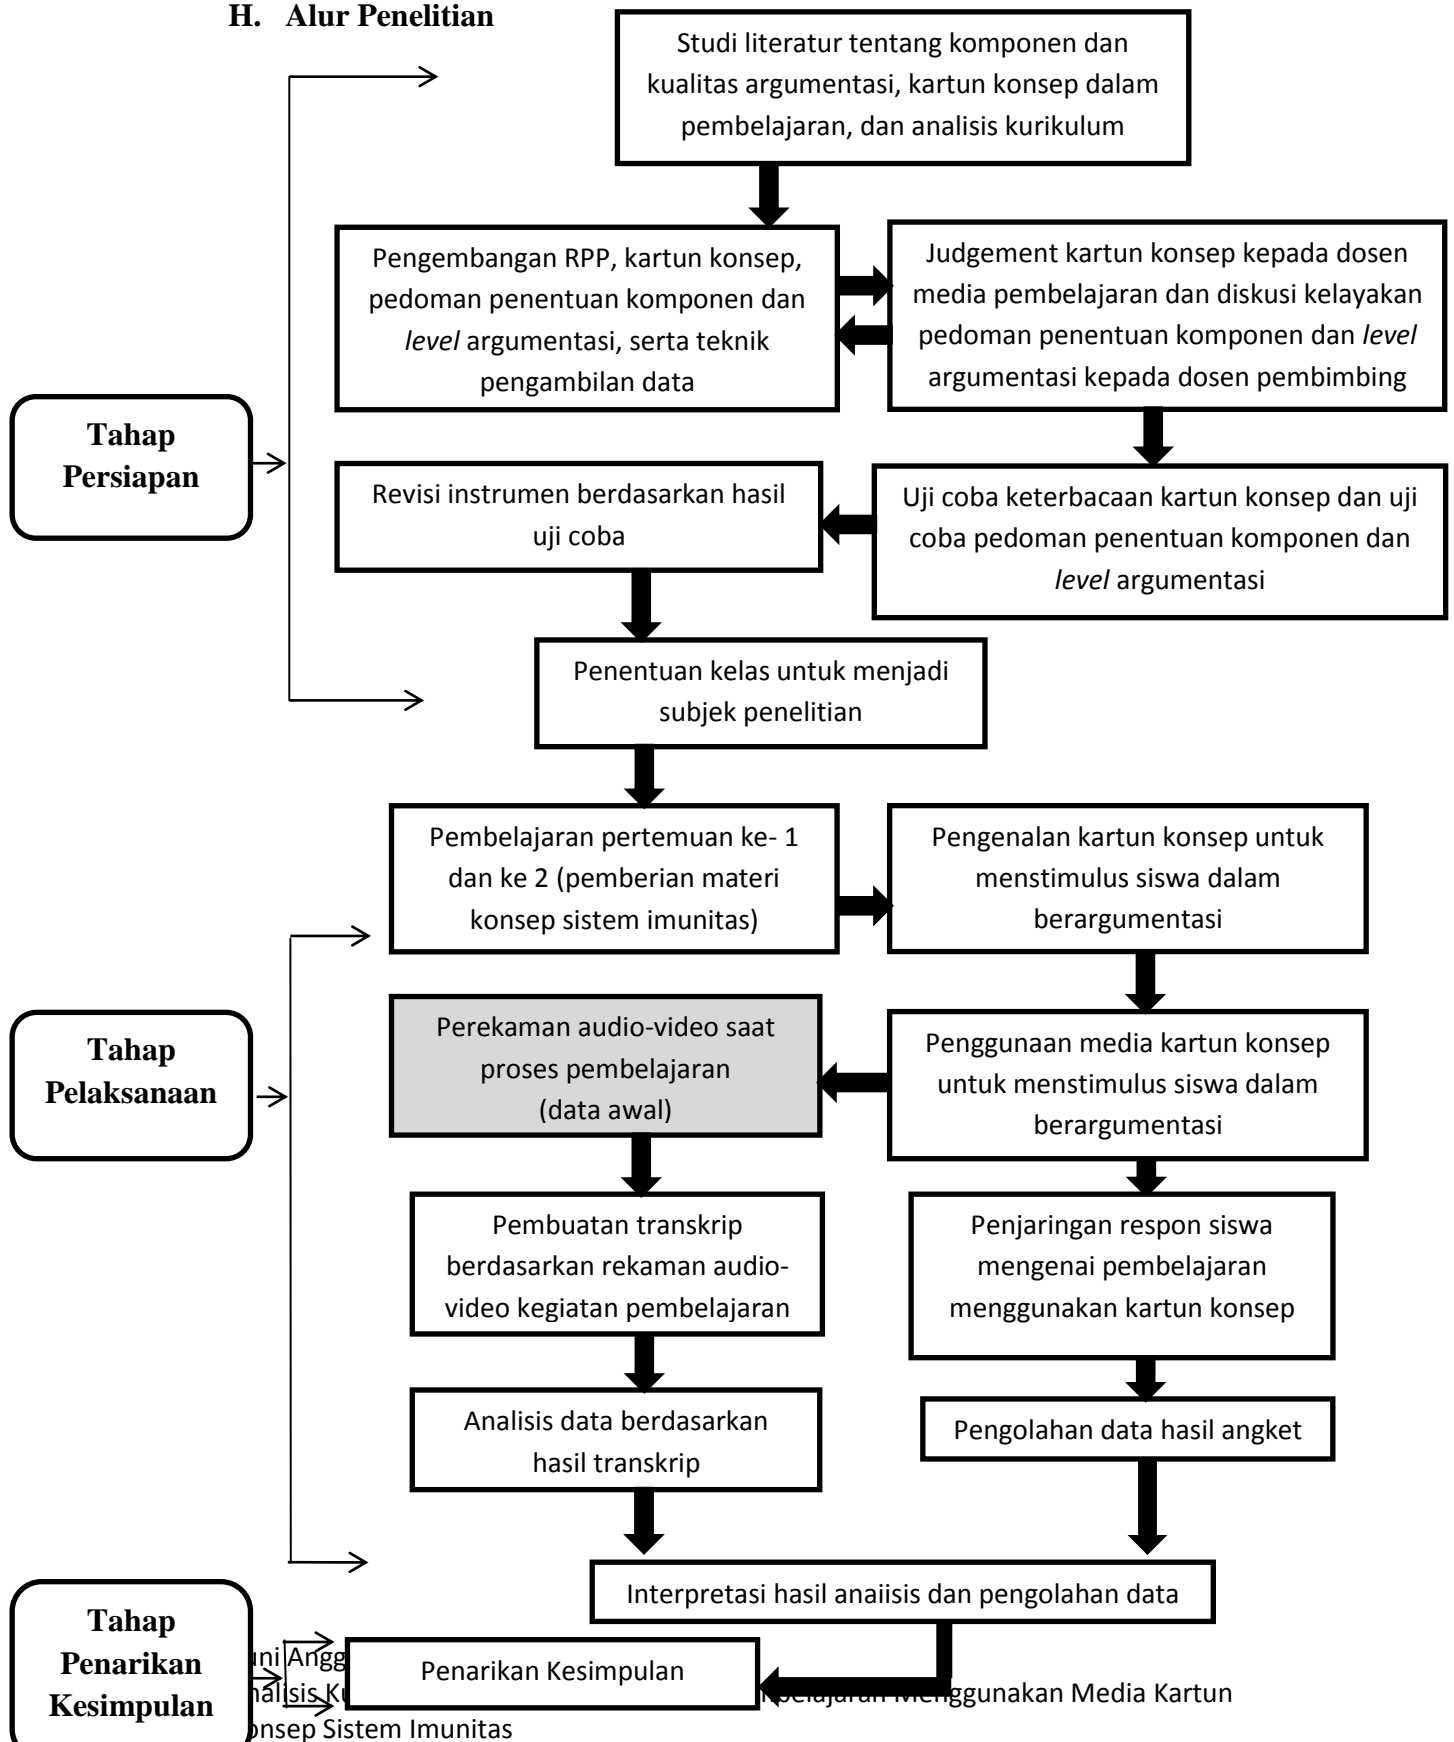 H. Alur Penelitian
Studi literatur tentang komponen dan
kualitas argumentasi, kartun konsep dalam
pembelajaran, dan analisis kurikulum
Pengembangan RPP, kartun konsep,
pedoman penentuan komponen dan
level argumentasi, serta teknik
pengambilan data
Judgement kartun konsep kepada dosen
media pembelajaran dan diskusi kelayakan
pedoman penentuan komponen dan level
argumentasi kepada dosen pembimbing
Tahap
Persiapan
Revisi instrumen berdasarkan hasil
uji coba
Uji coba keterbacaan kartun konsep dan uji
coba pedoman penentuan komponen dan
level argumentasi
Penentuan kelas untuk menjadi
subjek penelitian
Pembelajaran pertemuan ke- 1
dan ke 2 (pemberian materi
konsep sistem imunitas)
Pengenalan kartun konsep untuk
menstimulus siswa dalam
berargumentasi
Tahap
Pelaksanaan
Perekaman audio-video saat
proses pembelajaran
(data awal)
Penggunaan media kartun konsep
untuk menstimulus siswa dalam
berargumentasi
Pembuatan transkrip
berdasarkan rekaman audio-
video kegiatan pembelajaran
Penjaringan respon siswa
mengenai pembelajaran
menggunakan kartun konsep
Analisis data berdasarkan
hasil transkrip
Pengolahan data hasil angket
Interpretasi hasil anaiisis dan pengolahan data
Tahap
Penarikan
Kesimpulan
Penarikan Kesimpulan
Menggunakan Media Kartun
Sistem Imunitas